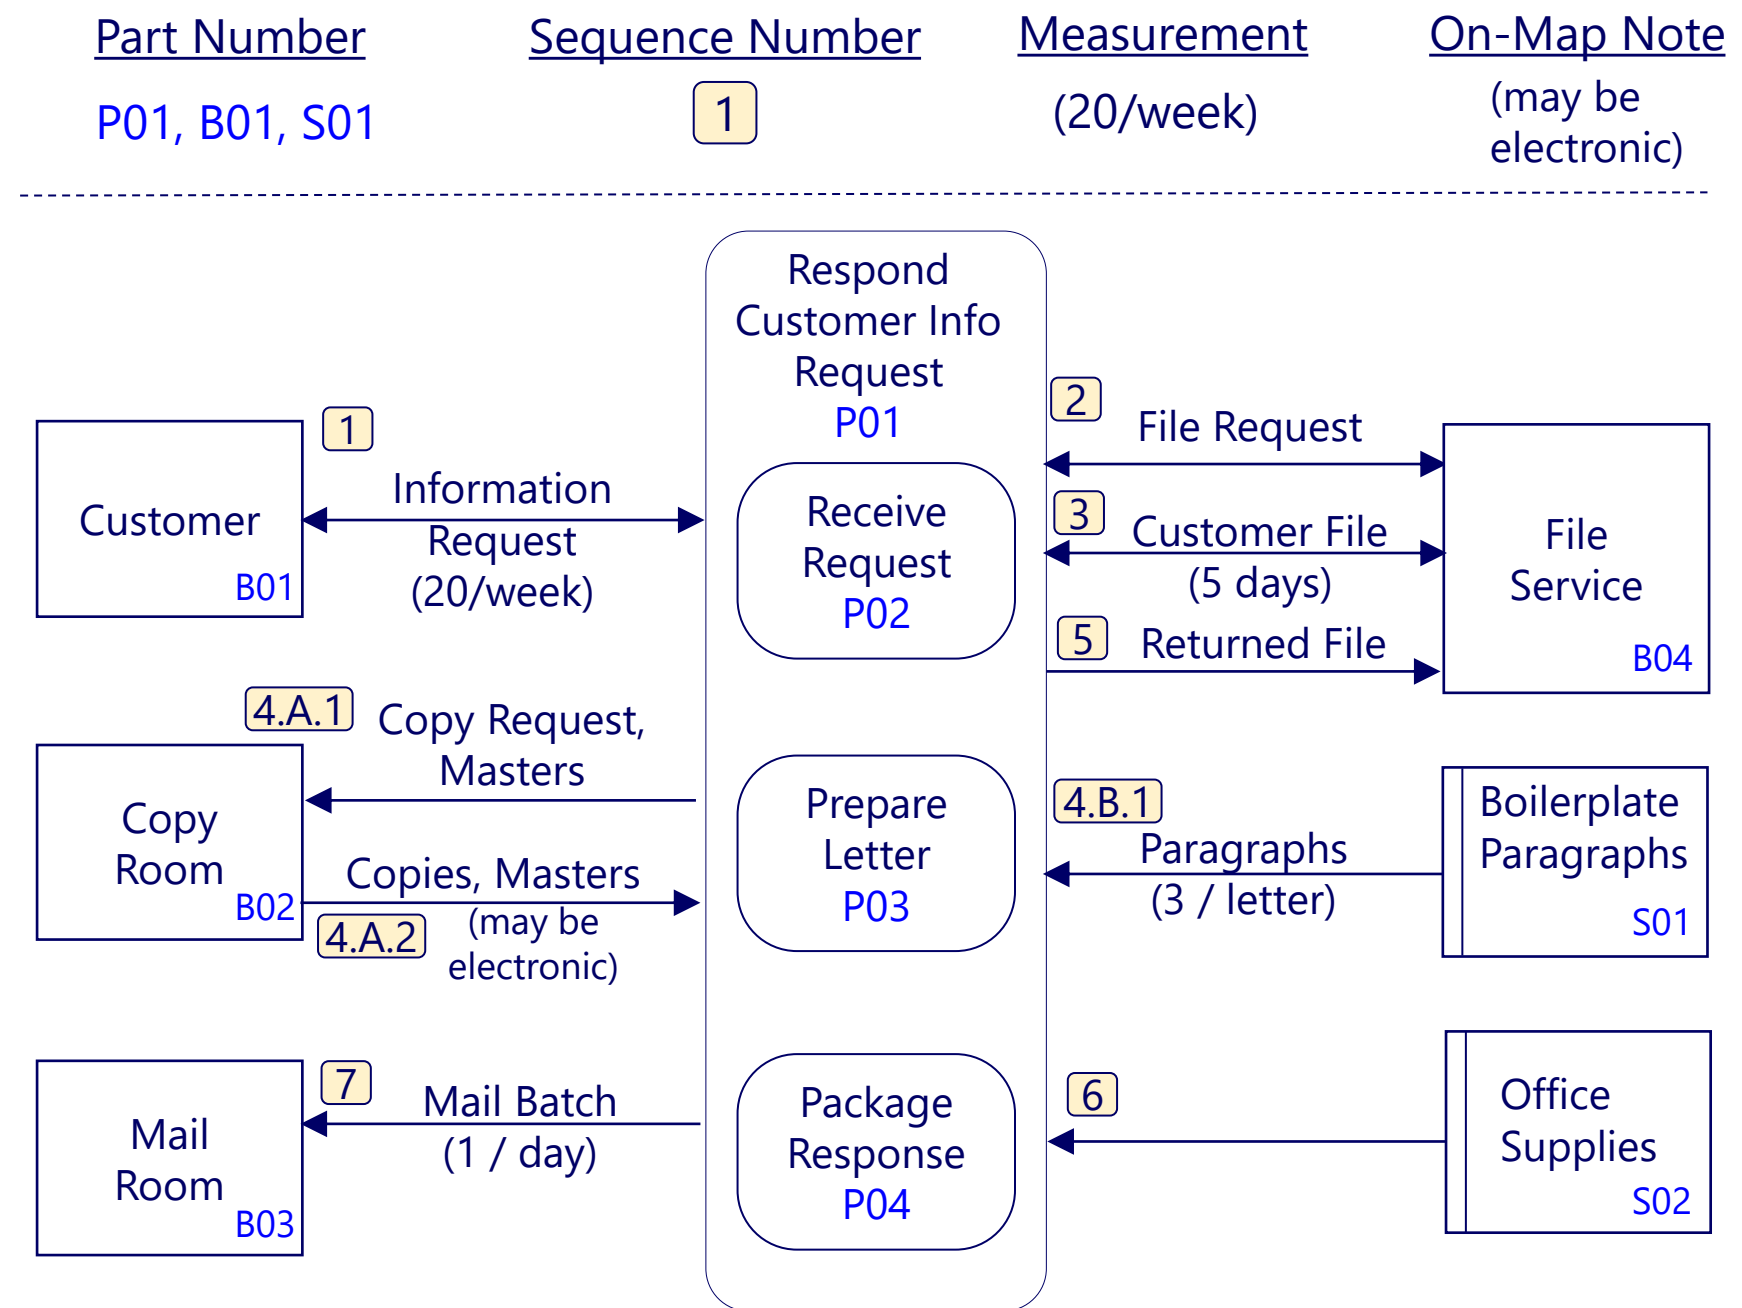 Part Number
Sequence Number
Measurement
On-Map Note
P01, B01, S01
1
(20/week)
(may be
electronic)
Respond
Customer Info
Request
P01
1
Customer
B01
Information
Request
(20/week)
Receive
Request
P02
2
File Request
3
Customer File
(5 days)
5
Returned File
File
Service
B04
4.A.1
Copy Request,
Masters
Copy
Room
B02
Copies, Masters
(may be
electronic)
4.A.2
Prepare
Letter
P03
4.B.1
Paragraphs
(3 / letter)
Boilerplate
Paragraphs
S01
7
Mail Batch
(1 / day)
Mail
Room
B03
Package
Response
P04
6
Office
Supplies
S02